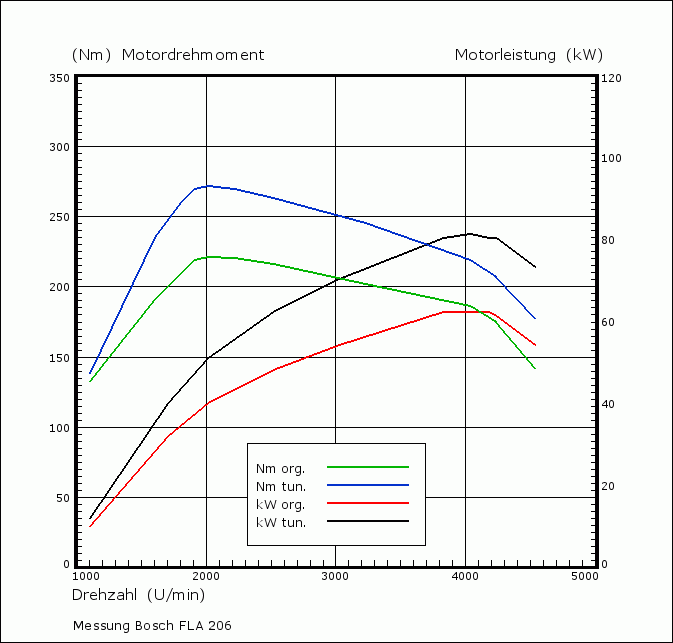 (Nm) Motordrehmoment Motorleistung (kW)
350 120
300 100
250 80
200 60
150 40
100 20
50
0 0
Nm org.
Nm tun.
kW org.
kW tun.
1000 2000 3000 4000 5000
Drehzahl (U/min)
Messung Bosch FLA 206